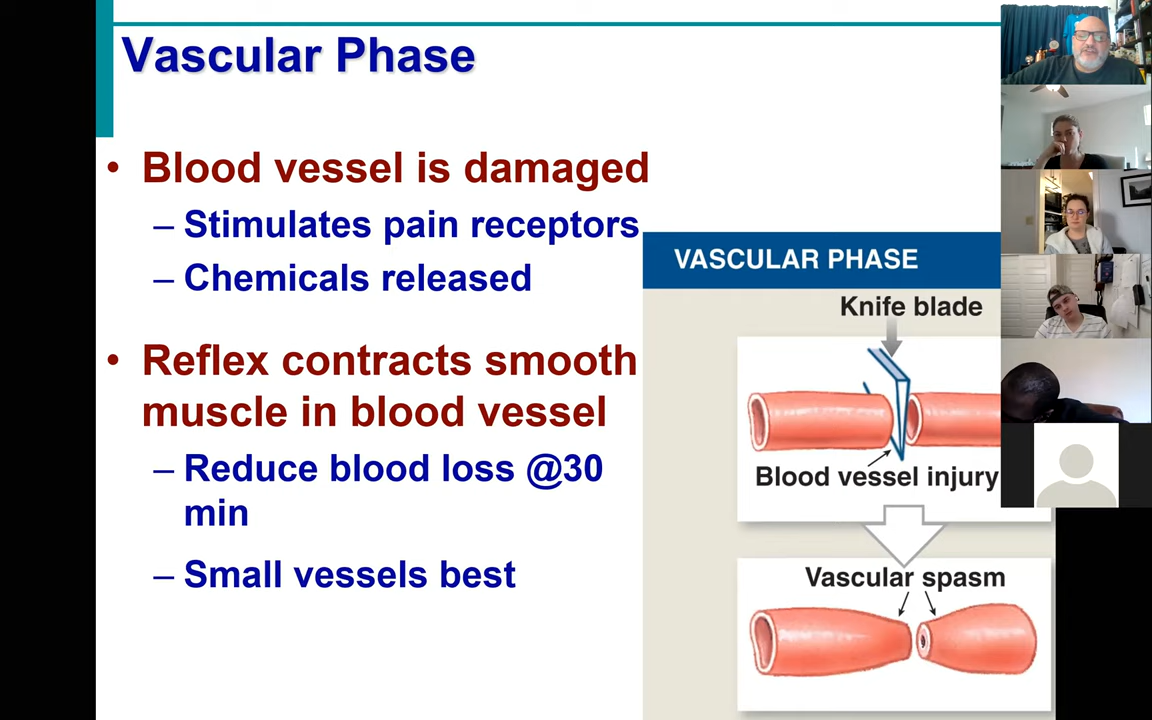 Vascular Phase
• Blood vessel is damaged
– Stimulates pain receptors
– Chemicals released
• Reflex contracts smooth
muscle in blood vessel
– Reduce blood loss @30
min
– Small vessels best
VASCULAR PHASE
Knife blade
Blood vessel injury
Vascular spasm